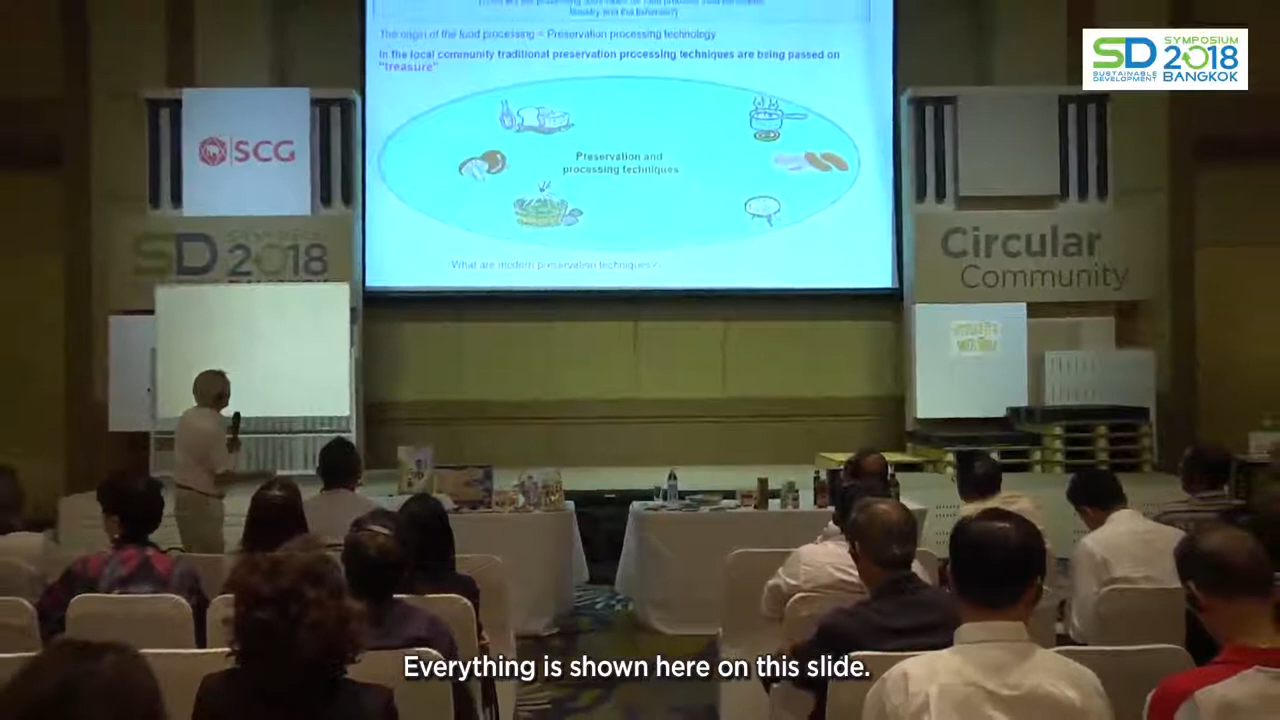 The origin of the food processing = Preservation processing technology
In the local community traditional preservation processing techniques are being passed on
"treasure"
Preservation and
processing techniques
What are modern preservation techniques?
SD SYMPOSIUM
2018
SUSTAINABLE
DEVELOPMENT
BANGKOK
SCG
SD SYMPOSIUM
2018
BANGKOK
Circular
Community
Everything is shown here on this slide.